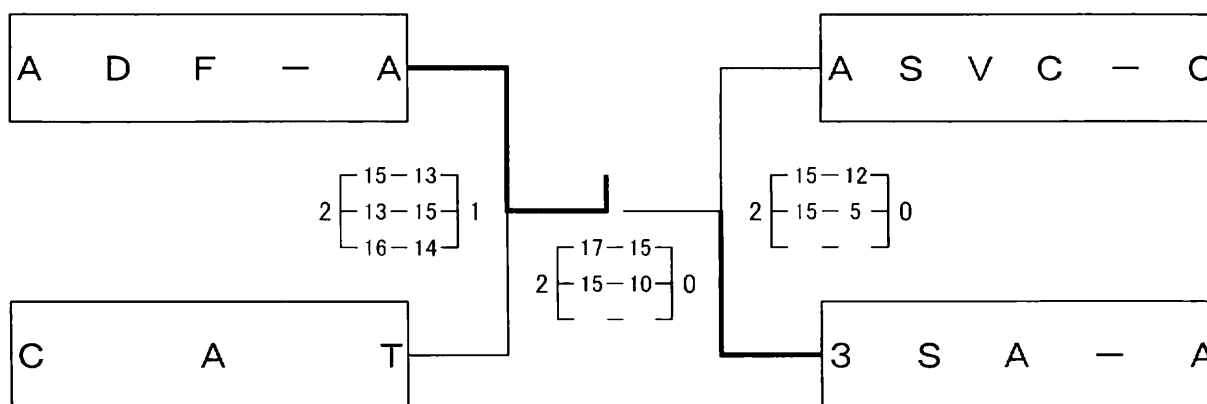 A D F － A
A S V C － C
15－13
2 13－15 1
16－14
15－12
2 15－5 0
－
17－15
2 15－10 0
－
C A T
3 S A － A